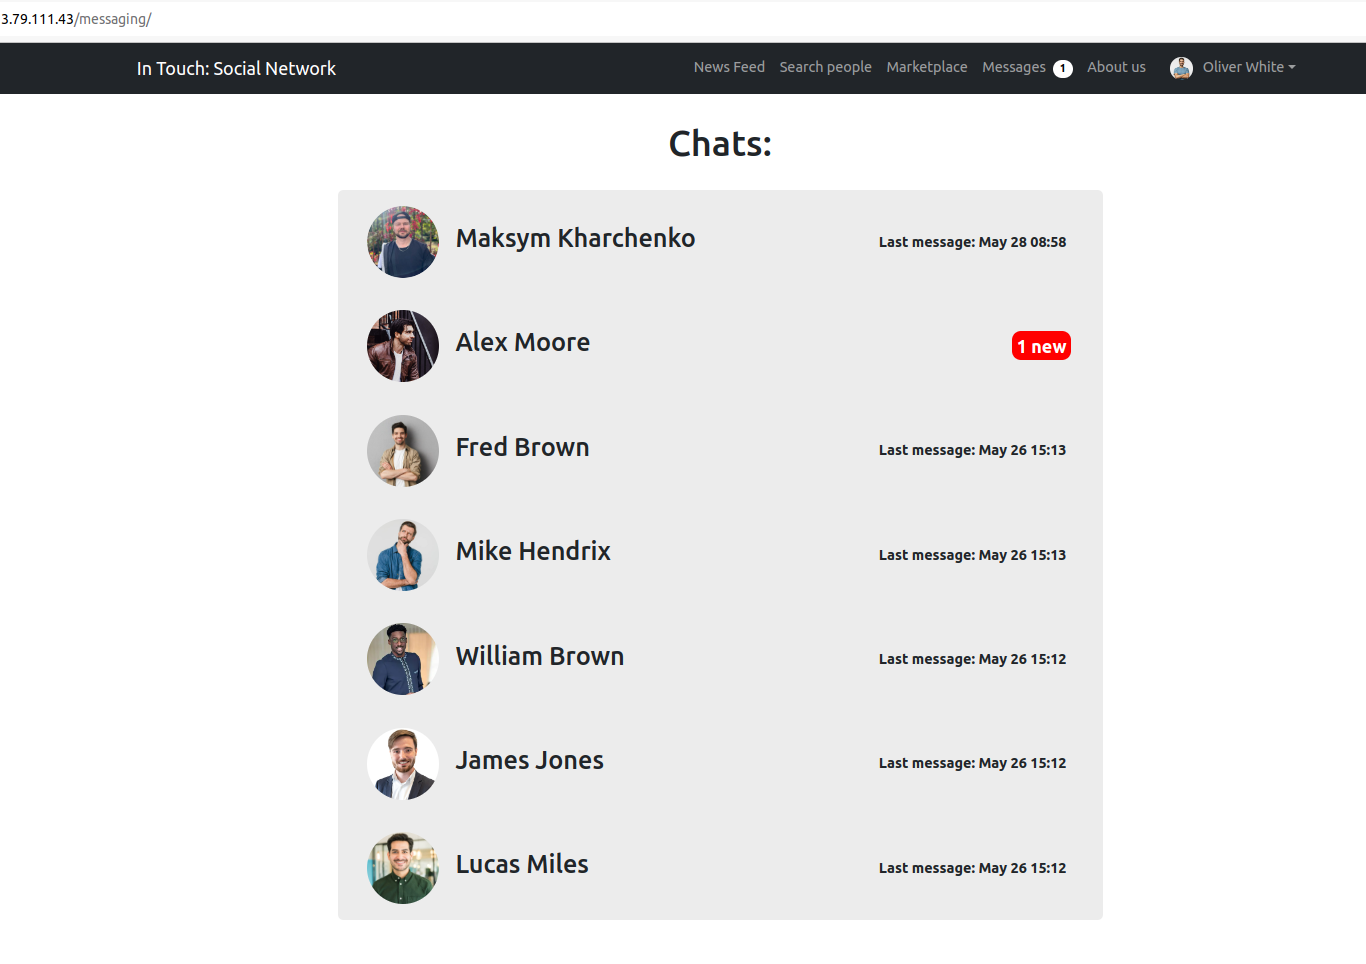 3.79.111.43/messaging/
In Touch: Social Network News Feed Search people Marketplace Messages 1 About us Oliver White
Chats:
Maksym Kharchenko Last message: May 28 08:58
Alex Moore 1 new
Fred Brown Last message: May 26 15:13
Mike Hendrix Last message: May 26 15:13
William Brown Last message: May 26 15:12
James Jones Last message: May 26 15:12
Lucas Miles Last message: May 26 15:12